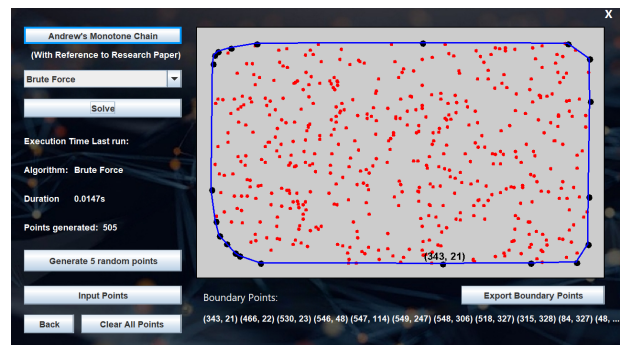 X
Andrew's Monotone Chain
(With Reference to Research Paper)
Brute Force
Solve
Execution Time Last run:
Algorithm: Brute Force
Duration 0.0147s
Points generated: 505
Generate 5 random points
(343, 21)
Input Points
Boundary Points:
Export Boundary Points
Back
Clear All Points
(343, 21) (466, 22) (530, 23) (546, 48) (547, 114) (549, 247) (548, 306) (518, 327) (315, 328) (84, 327) (48, ...